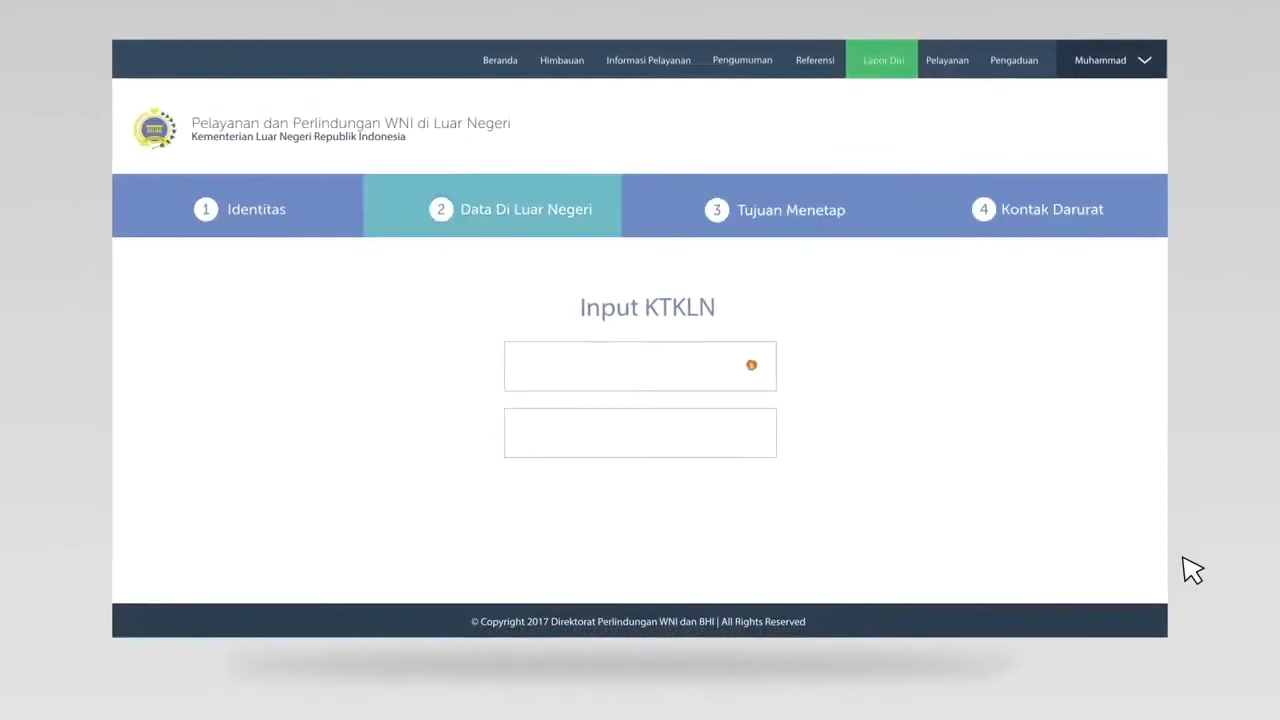 Beranda Himbauan Informasi Pelayanan Pengumuman Referensi Lapor Diri Pelayanan Pengaduan Muhammad
Pelayanan dan Perlindungan WNI di Luar Negeri
Kementerian Luar Negeri Republik Indonesia
1 Identitas 2 Data Di Luar Negeri 3 Tujuan Menetap 4 Kontak Darurat
Input KTKLN
© Copyright 2017 Direktorat Perlindungan WNI dan BHI | All Rights Reserved